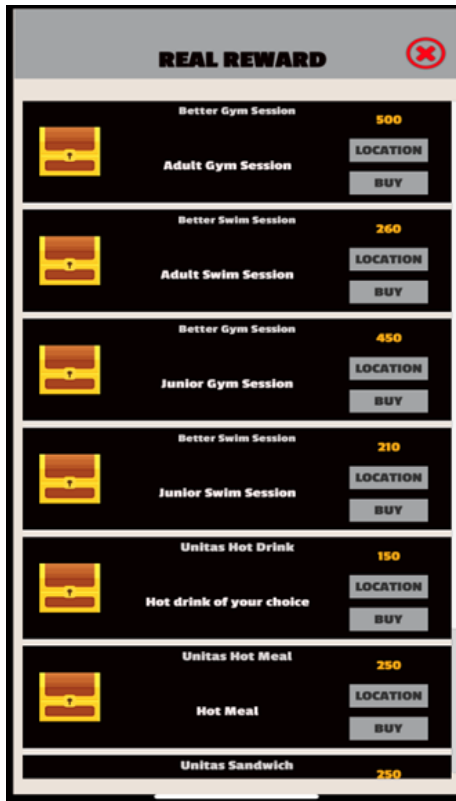 REAL REWARD
Better Gym Session
500
Adult Gym Session
LOCATION
BUY
Better Swim Session
260
Adult Swim Session
LOCATION
BUY
Better Gym Session
450
Junior Gym Session
LOCATION
BUY
Better Swim Session
210
Junior Swim Session
LOCATION
BUY
Unitas Hot Drink
150
Hot drink of your choice
LOCATION
BUY
Unitas Hot Meal
250
Hot Meal
LOCATION
BUY
Unitas Sandwich
250